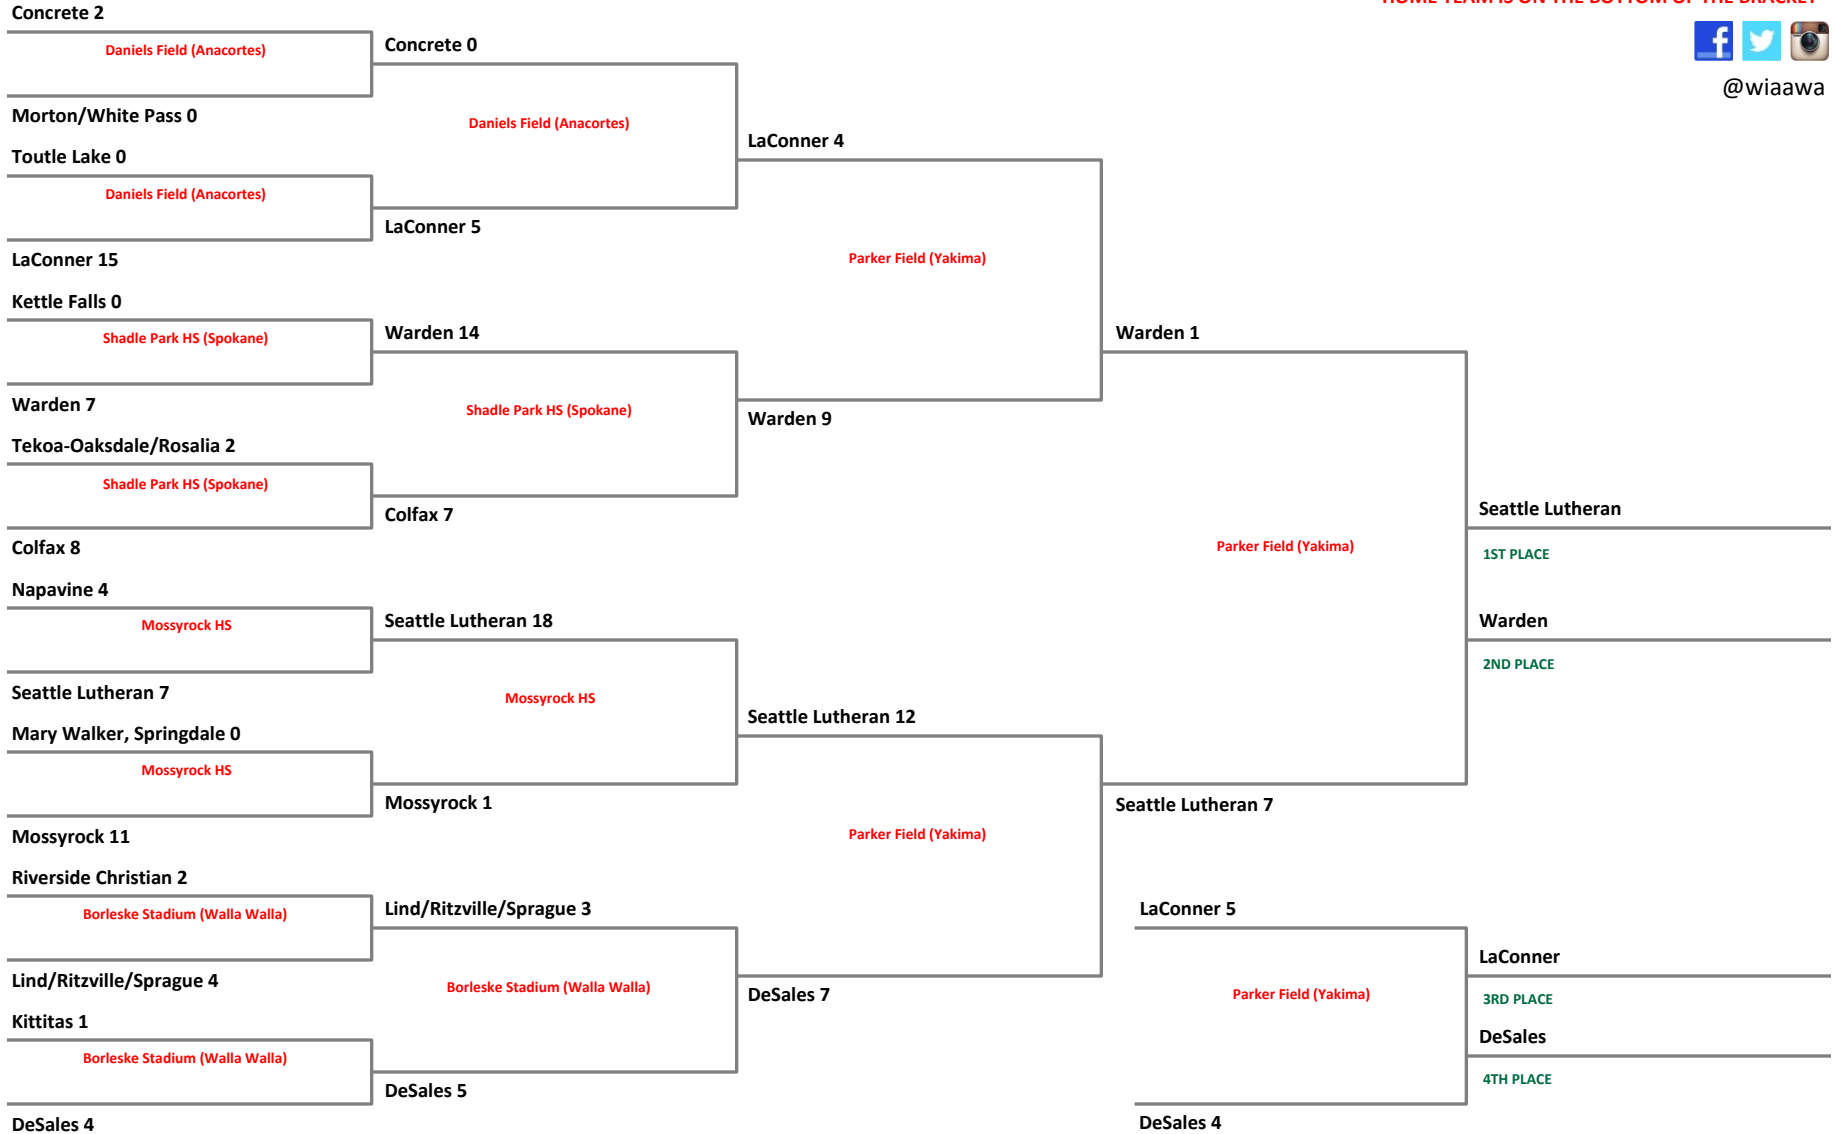 HOME TEAM IS ON THE BOTTOM OF THE BRACKET
@wiaawa
Concrete 2
Daniels Field (Anacortes)
Morton/White Pass 0
Toutle Lake 0
Daniels Field (Anacortes)
LaConner 15
Kettle Falls 0
Shadle Park HS (Spokane)
Warden 7
Tekoa-Oaksdale/Rosalia 2
Shadle Park HS (Spokane)
Colfax 8
Napavine 4
Mossyrock HS
Seattle Lutheran 7
Mary Walker, Springdale 0
Mossyrock HS
Mossyrock 11
Riverside Christian 2
Borleske Stadium (Walla Walla)
Lind/Ritzville/Sprague 4
Kittitas 1
Borleske Stadium (Walla Walla)
DeSales 4
Concrete 0
Daniels Field (Anacortes)
LaConner 5
Warden 14
Shadle Park HS (Spokane)
Colfax 7
Seattle Lutheran 18
Mossyrock HS
Mossyrock 1
Lind/Ritzville/Sprague 3
Borleske Stadium (Walla Walla)
DeSales 5
LaConner 4
Parker Field (Yakima)
Warden 9
Seattle Lutheran 12
Parker Field (Yakima)
DeSales 7
Warden 1
Parker Field (Yakima)
Seattle Lutheran 7
LaConner 5
Parker Field (Yakima)
DeSales 4
Seattle Lutheran
1ST PLACE
Warden
2ND PLACE
LaConner
3RD PLACE
DeSales
4TH PLACE